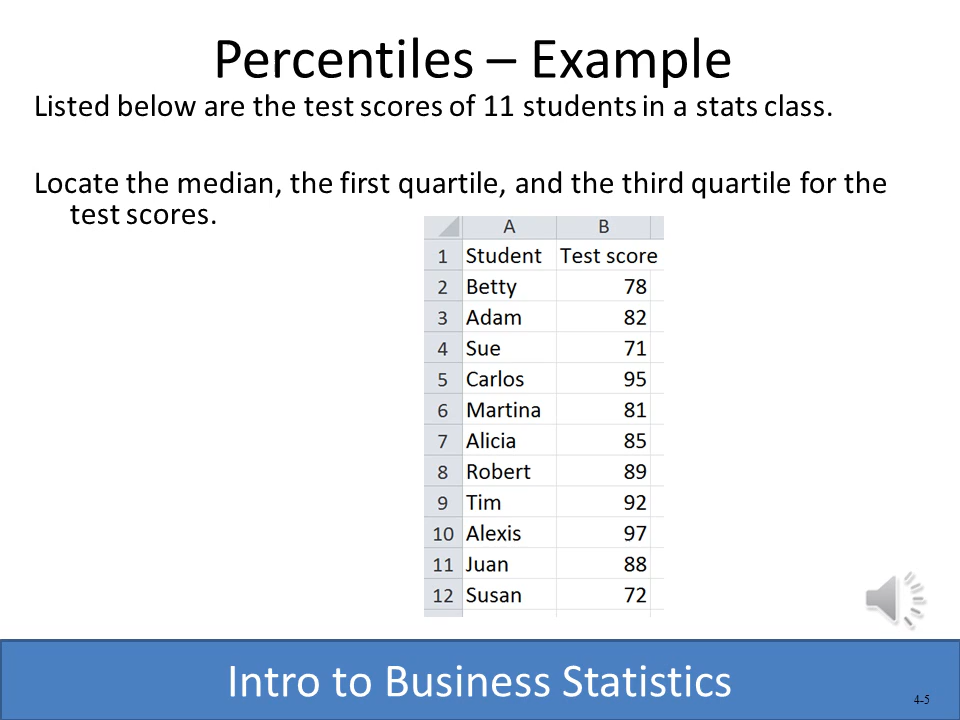 Percentiles – Example
Listed below are the test scores of 11 students in a stats class.
Locate the median, the first quartile, and the third quartile for the
test scores.
A B
1 Student Test score
2 Betty 78
3 Adam 82
4 Sue 71
5 Carlos 95
6 Martina 81
7 Alicia 85
8 Robert 89
9 Tim 92
10 Alexis 97
11 Juan 88
12 Susan 72
Intro to Business Statistics
4-5